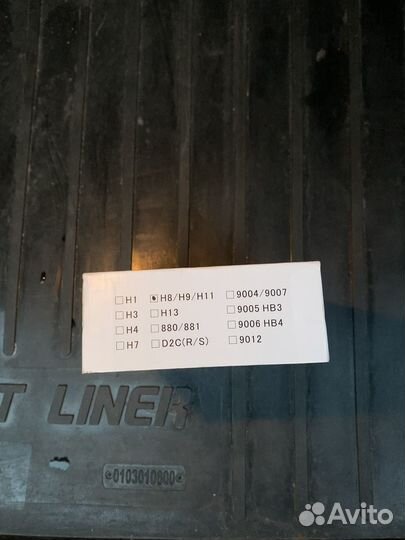 H1 H8/H9/H11 9004/9007
H3 H13 9005 HB3
H4 880/881 9006 HB4
H7 D2C(R/S) 9012
T LINER
0103010800
Avito